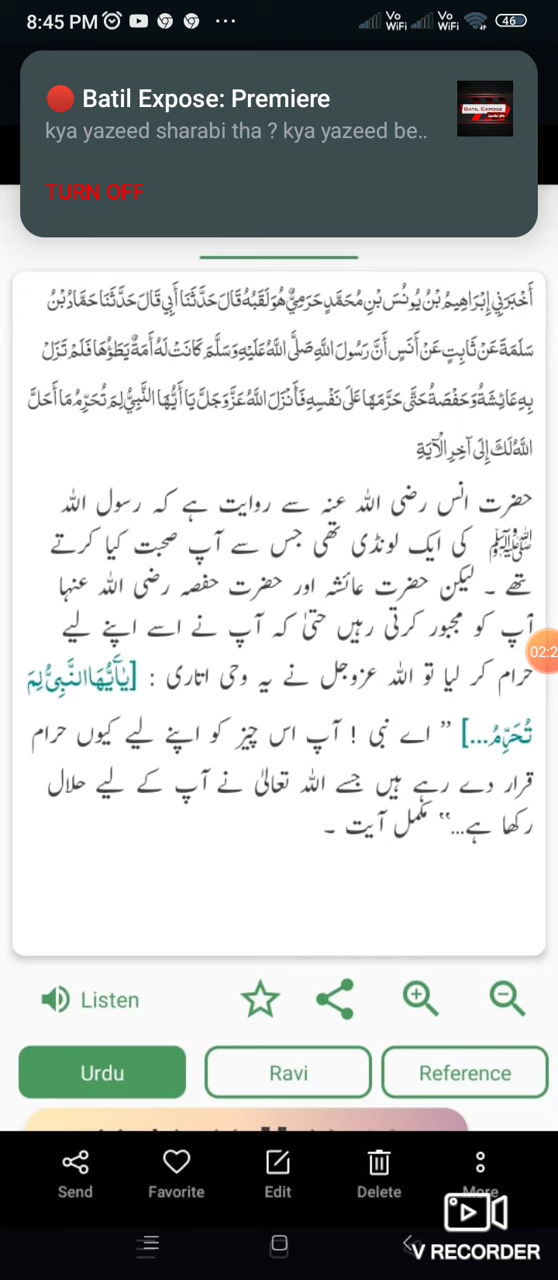 8:45 PM ... Vo WiFi Vo WiFi 46
Batil Expose: Premiere
BATIL EXPOSE
kya yazeed sharabi tha ? kya yazeed be..
TURN OFF
أَخْبَرَنِي إِبْرَاهِيمُ بْنُ يُونُسَ بْنِ مُحَمَّدٍ حَرَمِيٌّ هُوَ لَقَبُهُ قَالَ حَدَّثَنَا أَبِي قَالَ حَدَّثَنَا حَمَّادُ بْنُ
سَلَمَةَ عَنْ ثَابِتٍ عَنْ أَنَسٍ أَنَّ رَسُولَ اللَّهِ صَلَّى اللَّهُ عَلَيْهِ وَسَلَّمَ كَانَتْ لَهُ أَمَةٌ يَطَؤُهَا فَلَمْ تَزَلْ
بِهِ عَائِشَةُ وَحَفْصَةُ حَتَّى حَرَّمَهَا عَلَى نَفْسِهِ فَأَنْزَلَ اللَّهُ عَزَّ وَجَلَّ يَا أَيُّهَا النَّبِيُّ لِمَ تُحَرِّمُ مَا أَحَلَّ
اللَّهُ لَكَ إِلَى آخِرِ الْآيَةِ
حضرت انس رضی اللہ عنہ سے روایت ہے کہ رسول اللہ
ﷺ کی ایک لونڈی تھی جس سے آپ صحبت کیا کرتے
تھے ۔ لیکن حضرت عائشہ اور حضرت حفصہ رضی اللہ عنہا
آپ کو مجبور کرتی رہیں حتیٰ کہ آپ نے اسے اپنے لیے
حرام کر لیا تو اللہ عزوجل نے یہ وحی اتاری : [يٰٓاَيُّهَا النَّبِيُّ لِمَ
تُحَرِّمُ...] ’’ اے نبی ! آپ اس چیز کو اپنے لیے کیوں حرام
قرار دے رہے ہیں جسے اللہ تعالیٰ نے آپ کے لیے حلال
رکھا ہے...‘‘ مکمل آیت ۔
Listen
Urdu Ravi Reference
Send Favorite Edit Delete More
V RECORDER